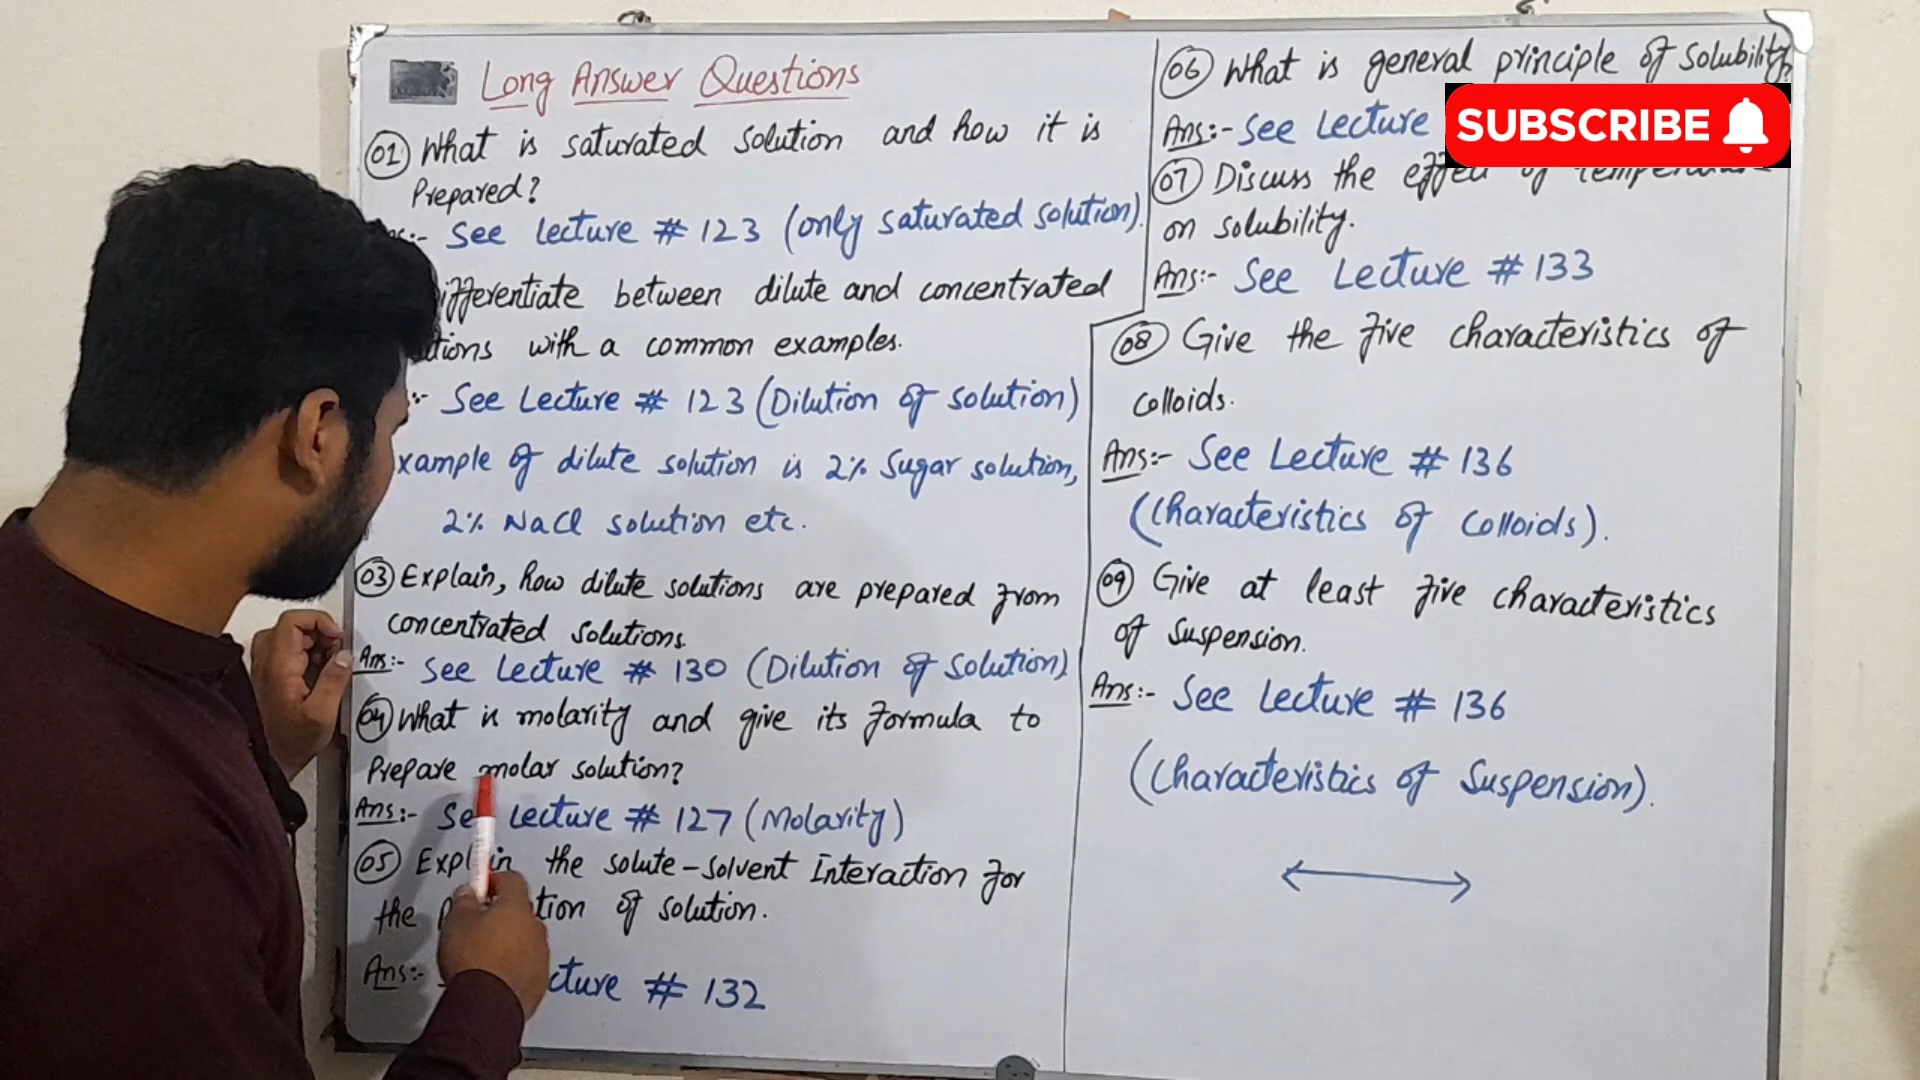 Long Answer Questions
01 What is saturated solution and how it is
Prepared?
See Lecture # 123 (only saturated solution).
ifferentiate between dilute and concentrated
tions with a common examples.
See Lecture # 123 (Dilution of solution)
xample of dilute solution is 2% Sugar solution,
2% NaCl solution etc.
03 Explain, how dilute solutions are prepared from
concentrated solutions.
Ans:- See Lecture # 130 (Dilution of Solution)
04 What is molarity and give its formula to
Prepare molar solution?
Ans:- See Lecture # 127 (Molarity)
05 Explain the solute-solvent Interaction for
the tion of solution.
Ans:- cture # 132
06 What is general principle of solubility?
Ans:- See Lecture
SUBSCRIBE
07 Discuss the effect of temperature
on solubility.
Ans:- See Lecture # 133
08 Give the five characteristics of
colloids.
Ans:- See Lecture # 136
(Characteristics of Colloids).
09 Give at least five characteristics
of Suspension.
Ans:- See Lecture # 136
(Characteristics of Suspension).